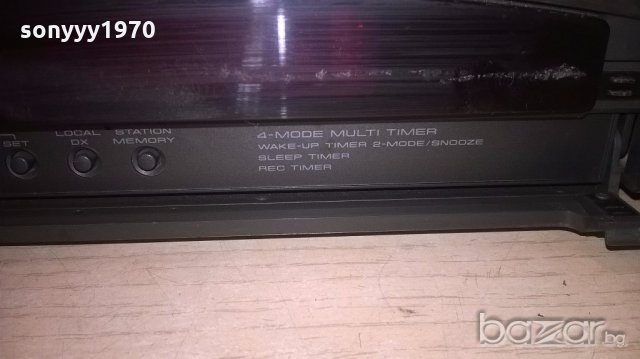 sonyyy1970
SET
LOCAL
DX
STATION
MEMORY
4-MODE MULTI TIMER
WAKE-UP TIMER 2-MODE/SNOOZE
SLEEP TIMER
REC TIMER
bazar.bg